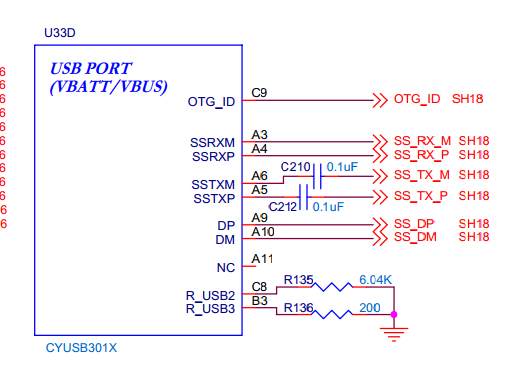 U33D
USB PORT
(VBATT/VBUS)
OTG_ID C9 OTG_ID SH18
SSRXM A3 SS_RX_M SH18
SSRXP A4 SS_RX_P SH18
SSTXM A6 C210 0.1uF SS_TX_M SH18
SSTXP A5 C212 0.1uF SS_TX_P SH18
DP A9 SS_DP SH18
DM A10 SS_DM SH18
NC A11
R_USB2 C8 R135 6.04K
R_USB3 B3 R136 200
CYUSB301X
6
6
6
6
6
6
6
6
6
6
6
6